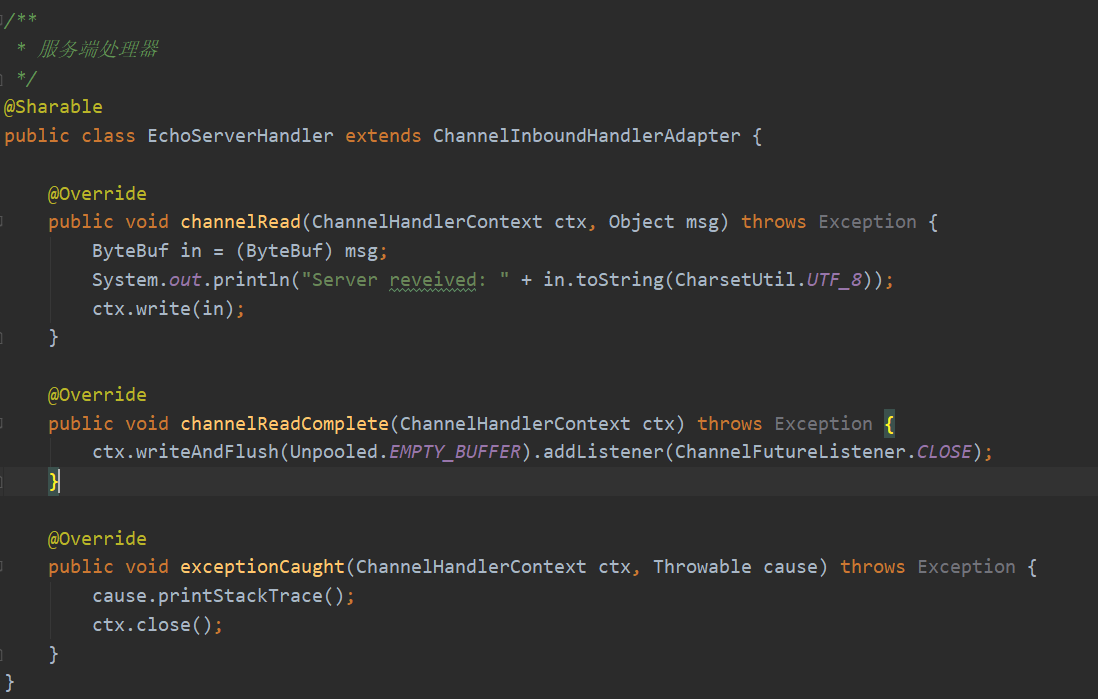 /**
 * 服务端处理器
 */
@Sharable
public class EchoServerHandler extends ChannelInboundHandlerAdapter {
    @Override
    public void channelRead(ChannelHandlerContext ctx, Object msg) throws Exception {
        ByteBuf in = (ByteBuf) msg;
        System.out.println("Server reveived: " + in.toString(CharsetUtil.UTF_8));
        ctx.write(in);
    }
    @Override
    public void channelReadComplete(ChannelHandlerContext ctx) throws Exception {
        ctx.writeAndFlush(Unpooled.EMPTY_BUFFER).addListener(ChannelFutureListener.CLOSE);
    }
    @Override
    public void exceptionCaught(ChannelHandlerContext ctx, Throwable cause) throws Exception {
        cause.printStackTrace();
        ctx.close();
    }
}